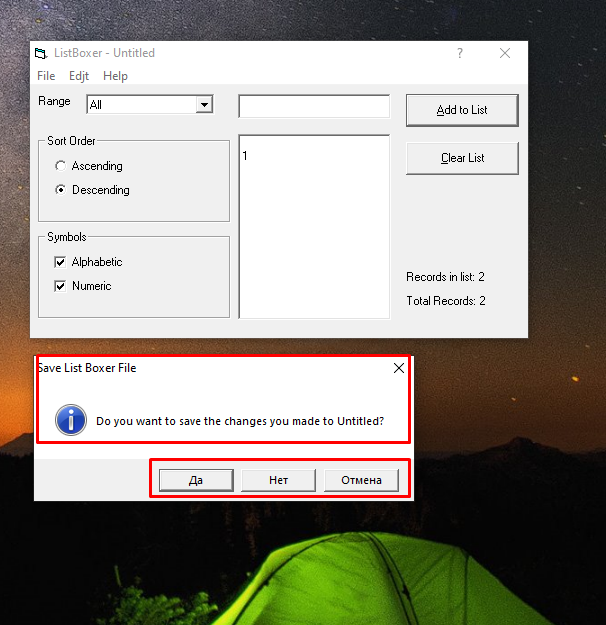 ListBoxer - Untitled
?
File Edjt Help
Range
All
Add to List
Sort Order
Ascending
Descending
1
Clear List
Symbols
Alphabetic
Numeric
Records in list: 2
Total Records: 2
Save List Boxer File
i
Do you want to save the changes you made to Untitled?
Да Нет Отмена